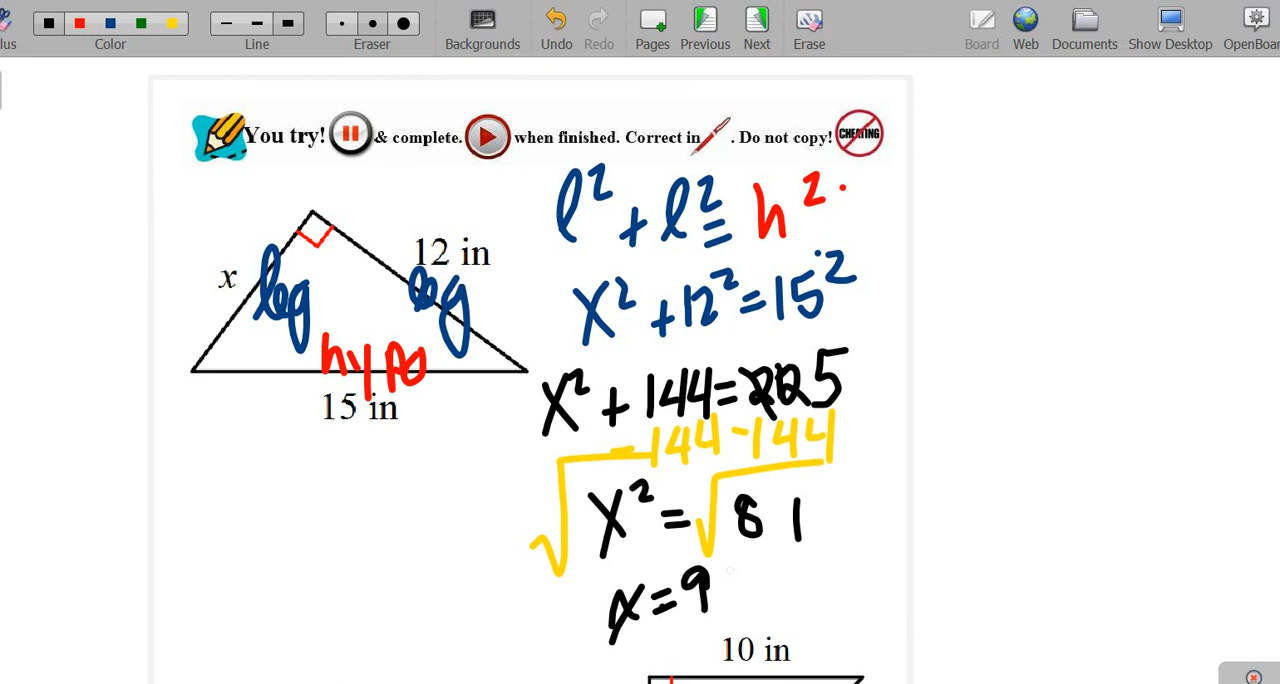 lus Color Line Eraser Backgrounds Undo Redo Pages Previous Next Erase Board Web Documents Show Desktop OpenBoar
You try! & complete. when finished. Correct in . Do not copy! CHEATING
l² + l² = h²
12 in
x leg leg
x² + 12² = 15²
hypo
15 in
x² + 144 = 225
- 144 - 144
√x² = √81
x = 9
10 in